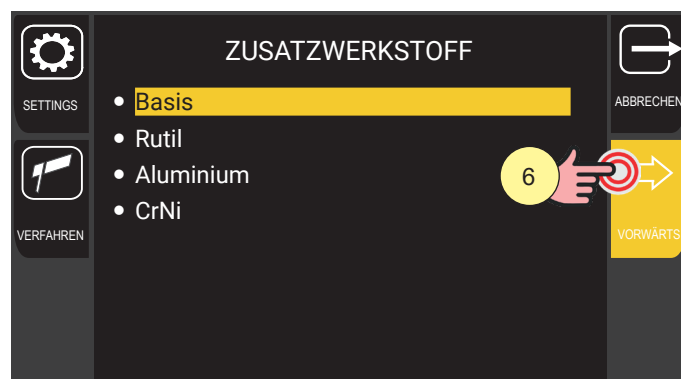 ZUSATZWERKSTOFF
SETTINGS
ABBRECHEN
• Basis
• Rutil
• Aluminium
• CrNi
6
VERFAHREN
VORWÄRTS